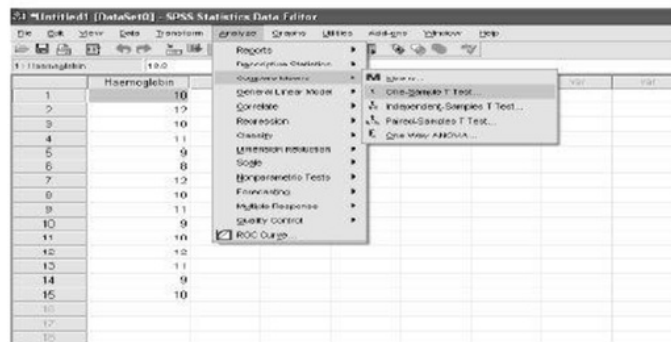 *Untitled1 [DataSet0] - SPSS Statistics Data Editor
File Edit View Data Transform Analyze Graphs Utilities Add-ons Window Help
1 : Haemoglobin 10.0
Haemoglobin var var
1 10
2 12
3 10
4 11
5 9
6 8
7 12
8 10
9 11
10 9
11 10
12 12
13 11
14 9
15 10
16
17
18
Reports
Descriptive Statistics
Compare Means
General Linear Model
Correlate
Regression
Classify
Dimension Reduction
Scale
Nonparametric Tests
Forecasting
Multiple Response
Quality Control
ROC Curve...
M Means...
One-Sample T Test...
Independent-Samples T Test...
Paired-Samples T Test...
One-Way ANOVA...